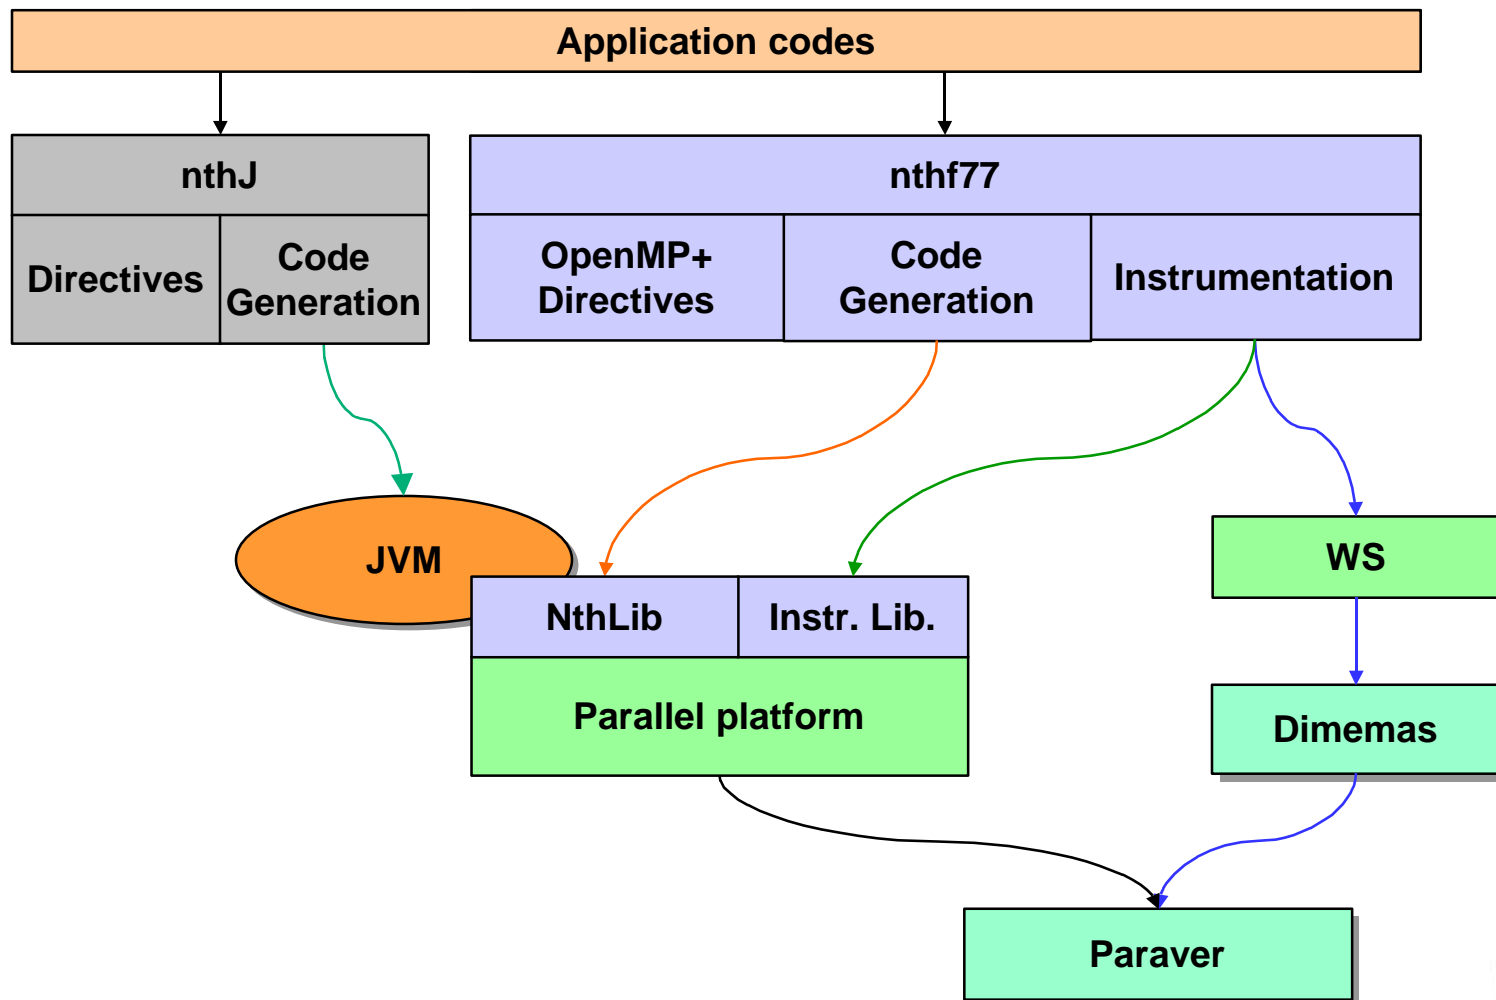 Application codes
nthJ
nthf77
Directives
Code
Generation
OpenMP+
Directives
Code
Generation
Instrumentation
JVM
WS
NthLib
Instr. Lib.
Parallel platform
Dimemas
Paraver